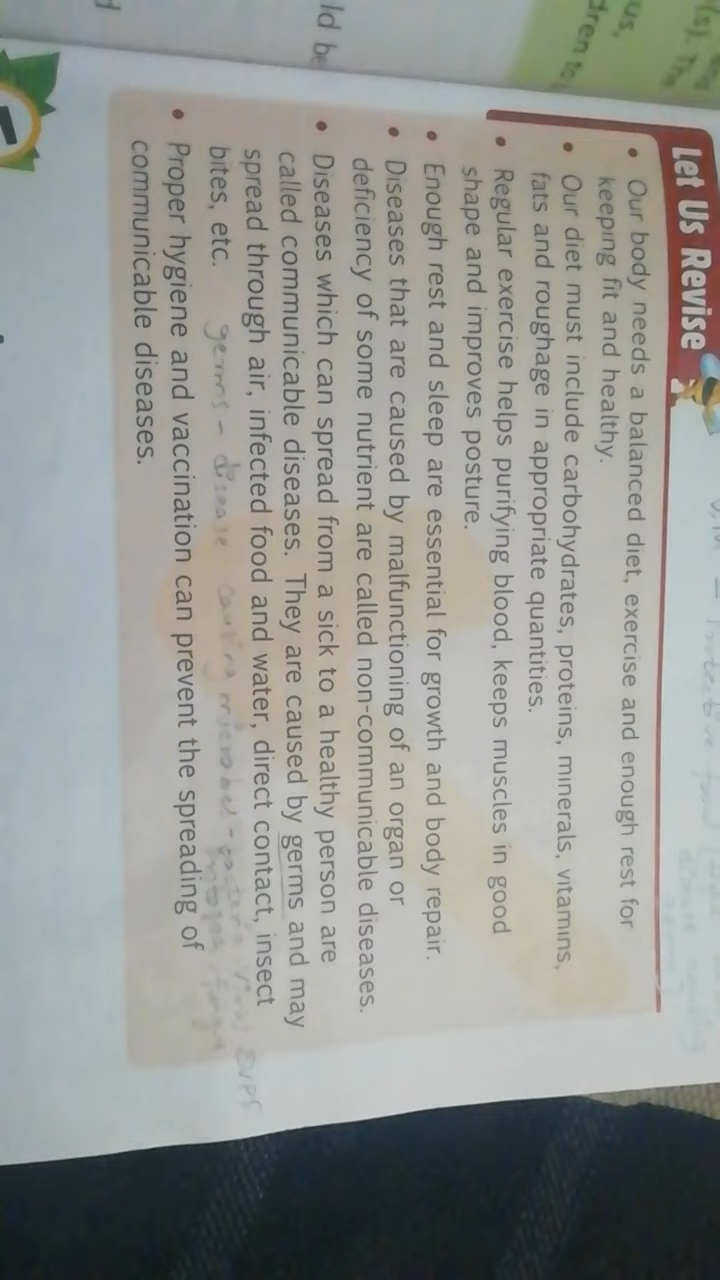 Let Us Revise
• Our body needs a balanced diet, exercise and enough rest for
keeping fit and healthy.
• Our diet must include carbohydrates, proteins, minerals, vitamins,
fats and roughage in appropriate quantities.
• Regular exercise helps purifying blood, keeps muscles in good
shape and improves posture.
• Enough rest and sleep are essential for growth and body repair.
• Diseases that are caused by malfunctioning of an organ or
deficiency of some nutrient are called non-communicable diseases.
• Diseases which can spread from a sick to a healthy person are
called communicable diseases. They are caused by germs and may
spread through air, infected food and water, direct contact, insect
bites, etc.
germs - disease causing
• Proper hygiene and vaccination can prevent the spreading of
communicable diseases.